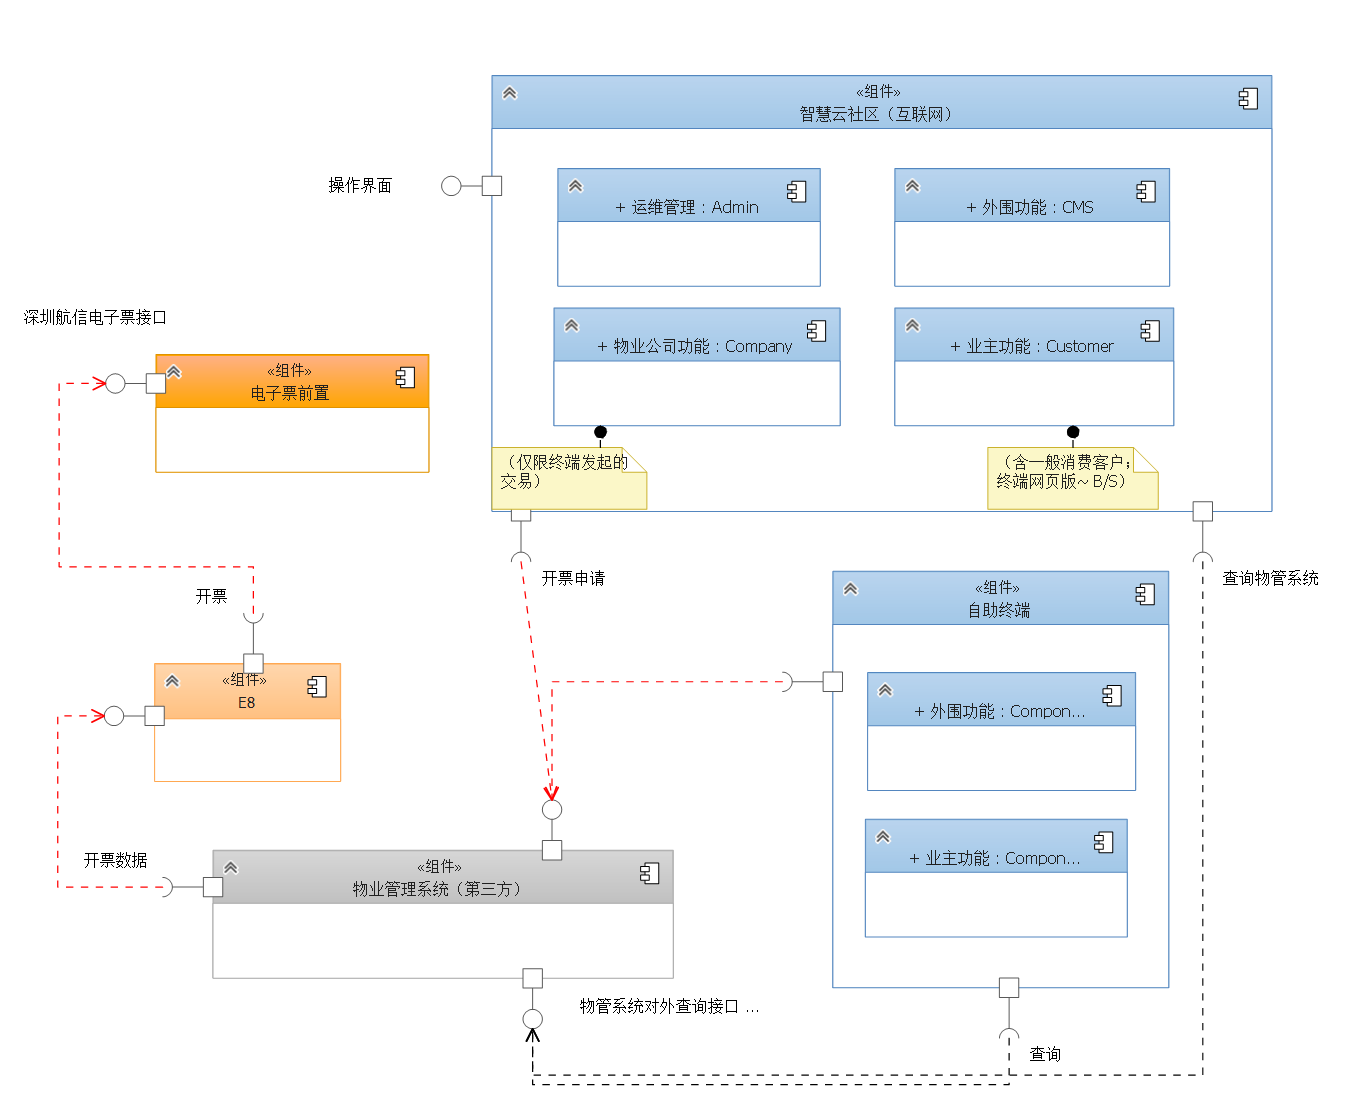 «组件»
智慧云社区（互联网）
操作界面
+ 运维管理 : Admin
+ 外围功能 : CMS
深圳航信电子票接口
+ 物业公司功能 : Company
+ 业主功能 : Customer
«组件»
电子票前置
（仅限终端发起的
交易）
（含一般消费客户；
终端网页版~ B/S）
开票申请
查询物管系统
开票
«组件»
自助终端
«组件»
E8
+ 外围功能 : Compon...
开票数据
«组件»
物业管理系统（第三方）
+ 业主功能 : Compon...
物管系统对外查询接口 ...
查询